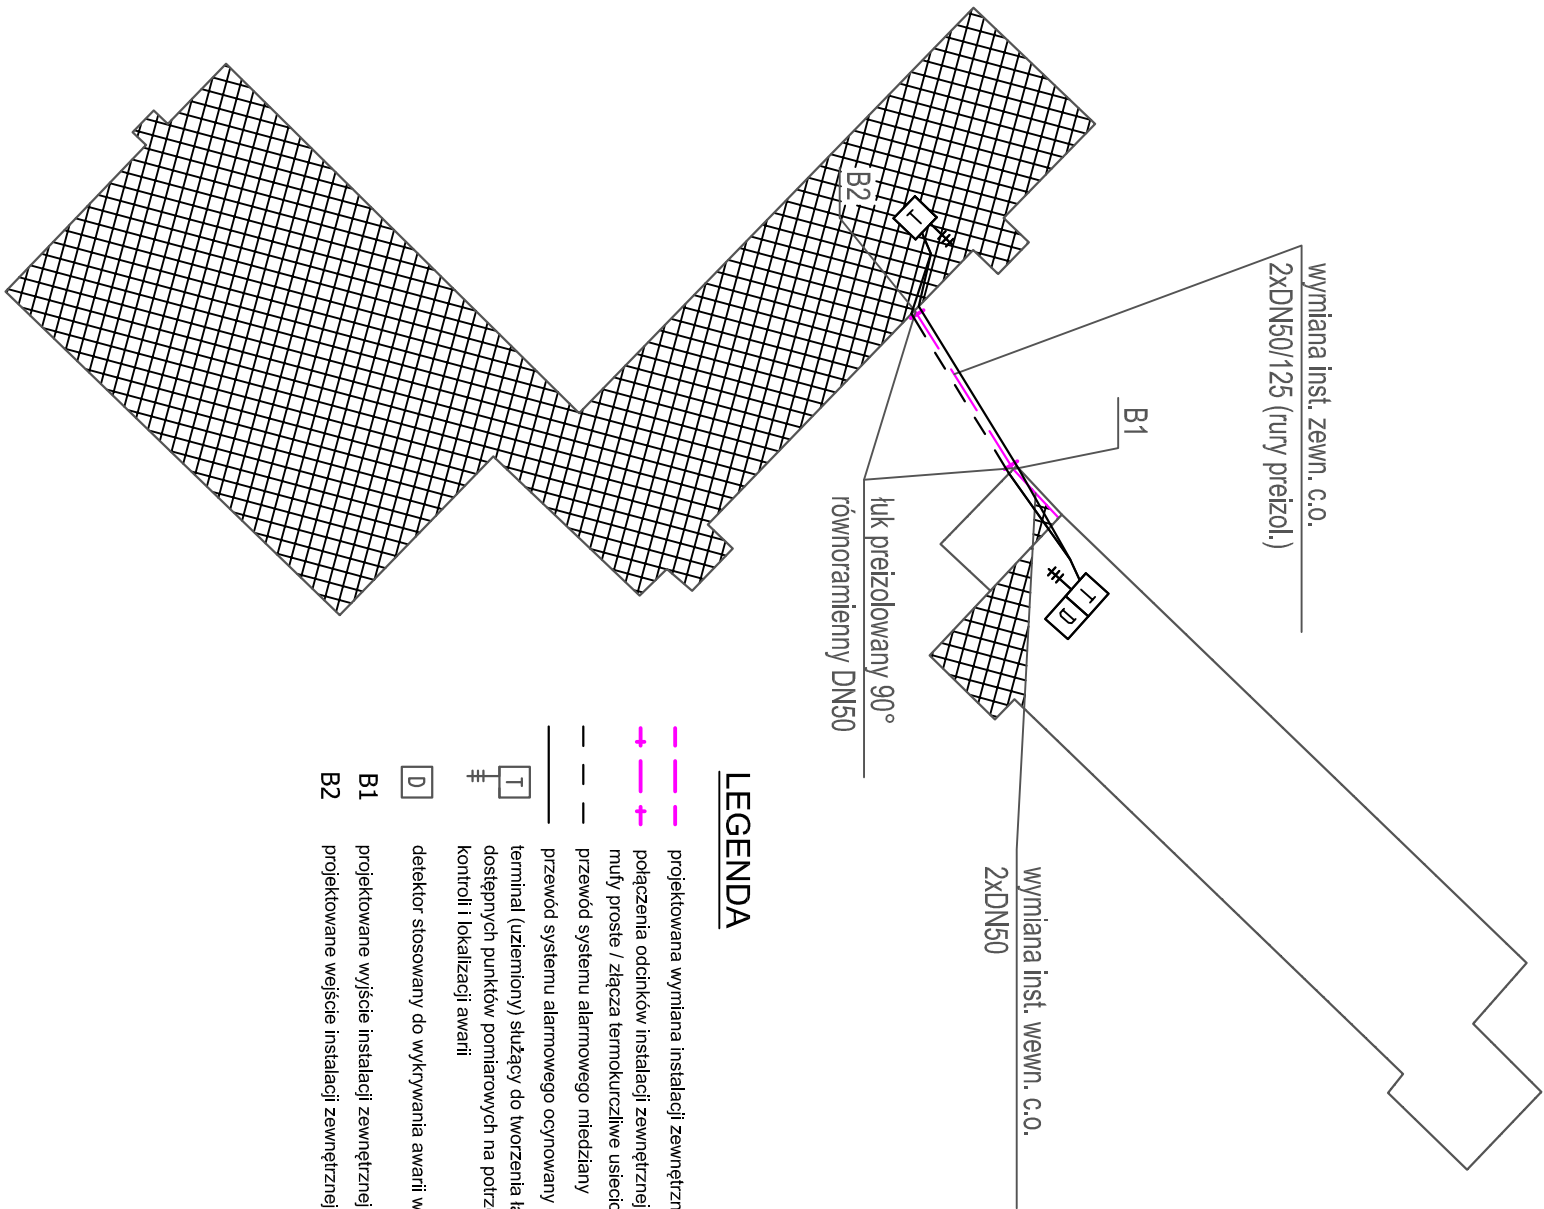 wymiana inst. zewn. c.o.
2xDN50/125 (rury preizol.)
B1
B2
T
T
D
łuk preizolowany 90°
równoramienny DN50
wymiana inst. wewn. c.o.
2xDN50
LEGENDA
projektowana wymiana instalacji zewnętrzn
połączenia odcinków instalacji zewnętrznej
mufy proste / złącza termokurczliwe usiecio
przewód systemu alarmowego miedziany
przewód systemu alarmowego ocynowany
T terminal (uziemiony) służący do tworzenia ła
dostępnych punktów pomiarowych na potrze
kontroli i lokalizacji awarii
D detektor stosowany do wykrywania awarii w
B1 projektowane wyjście instalacji zewnętrznej
B2 projektowane wejście instalacji zewnętrznej